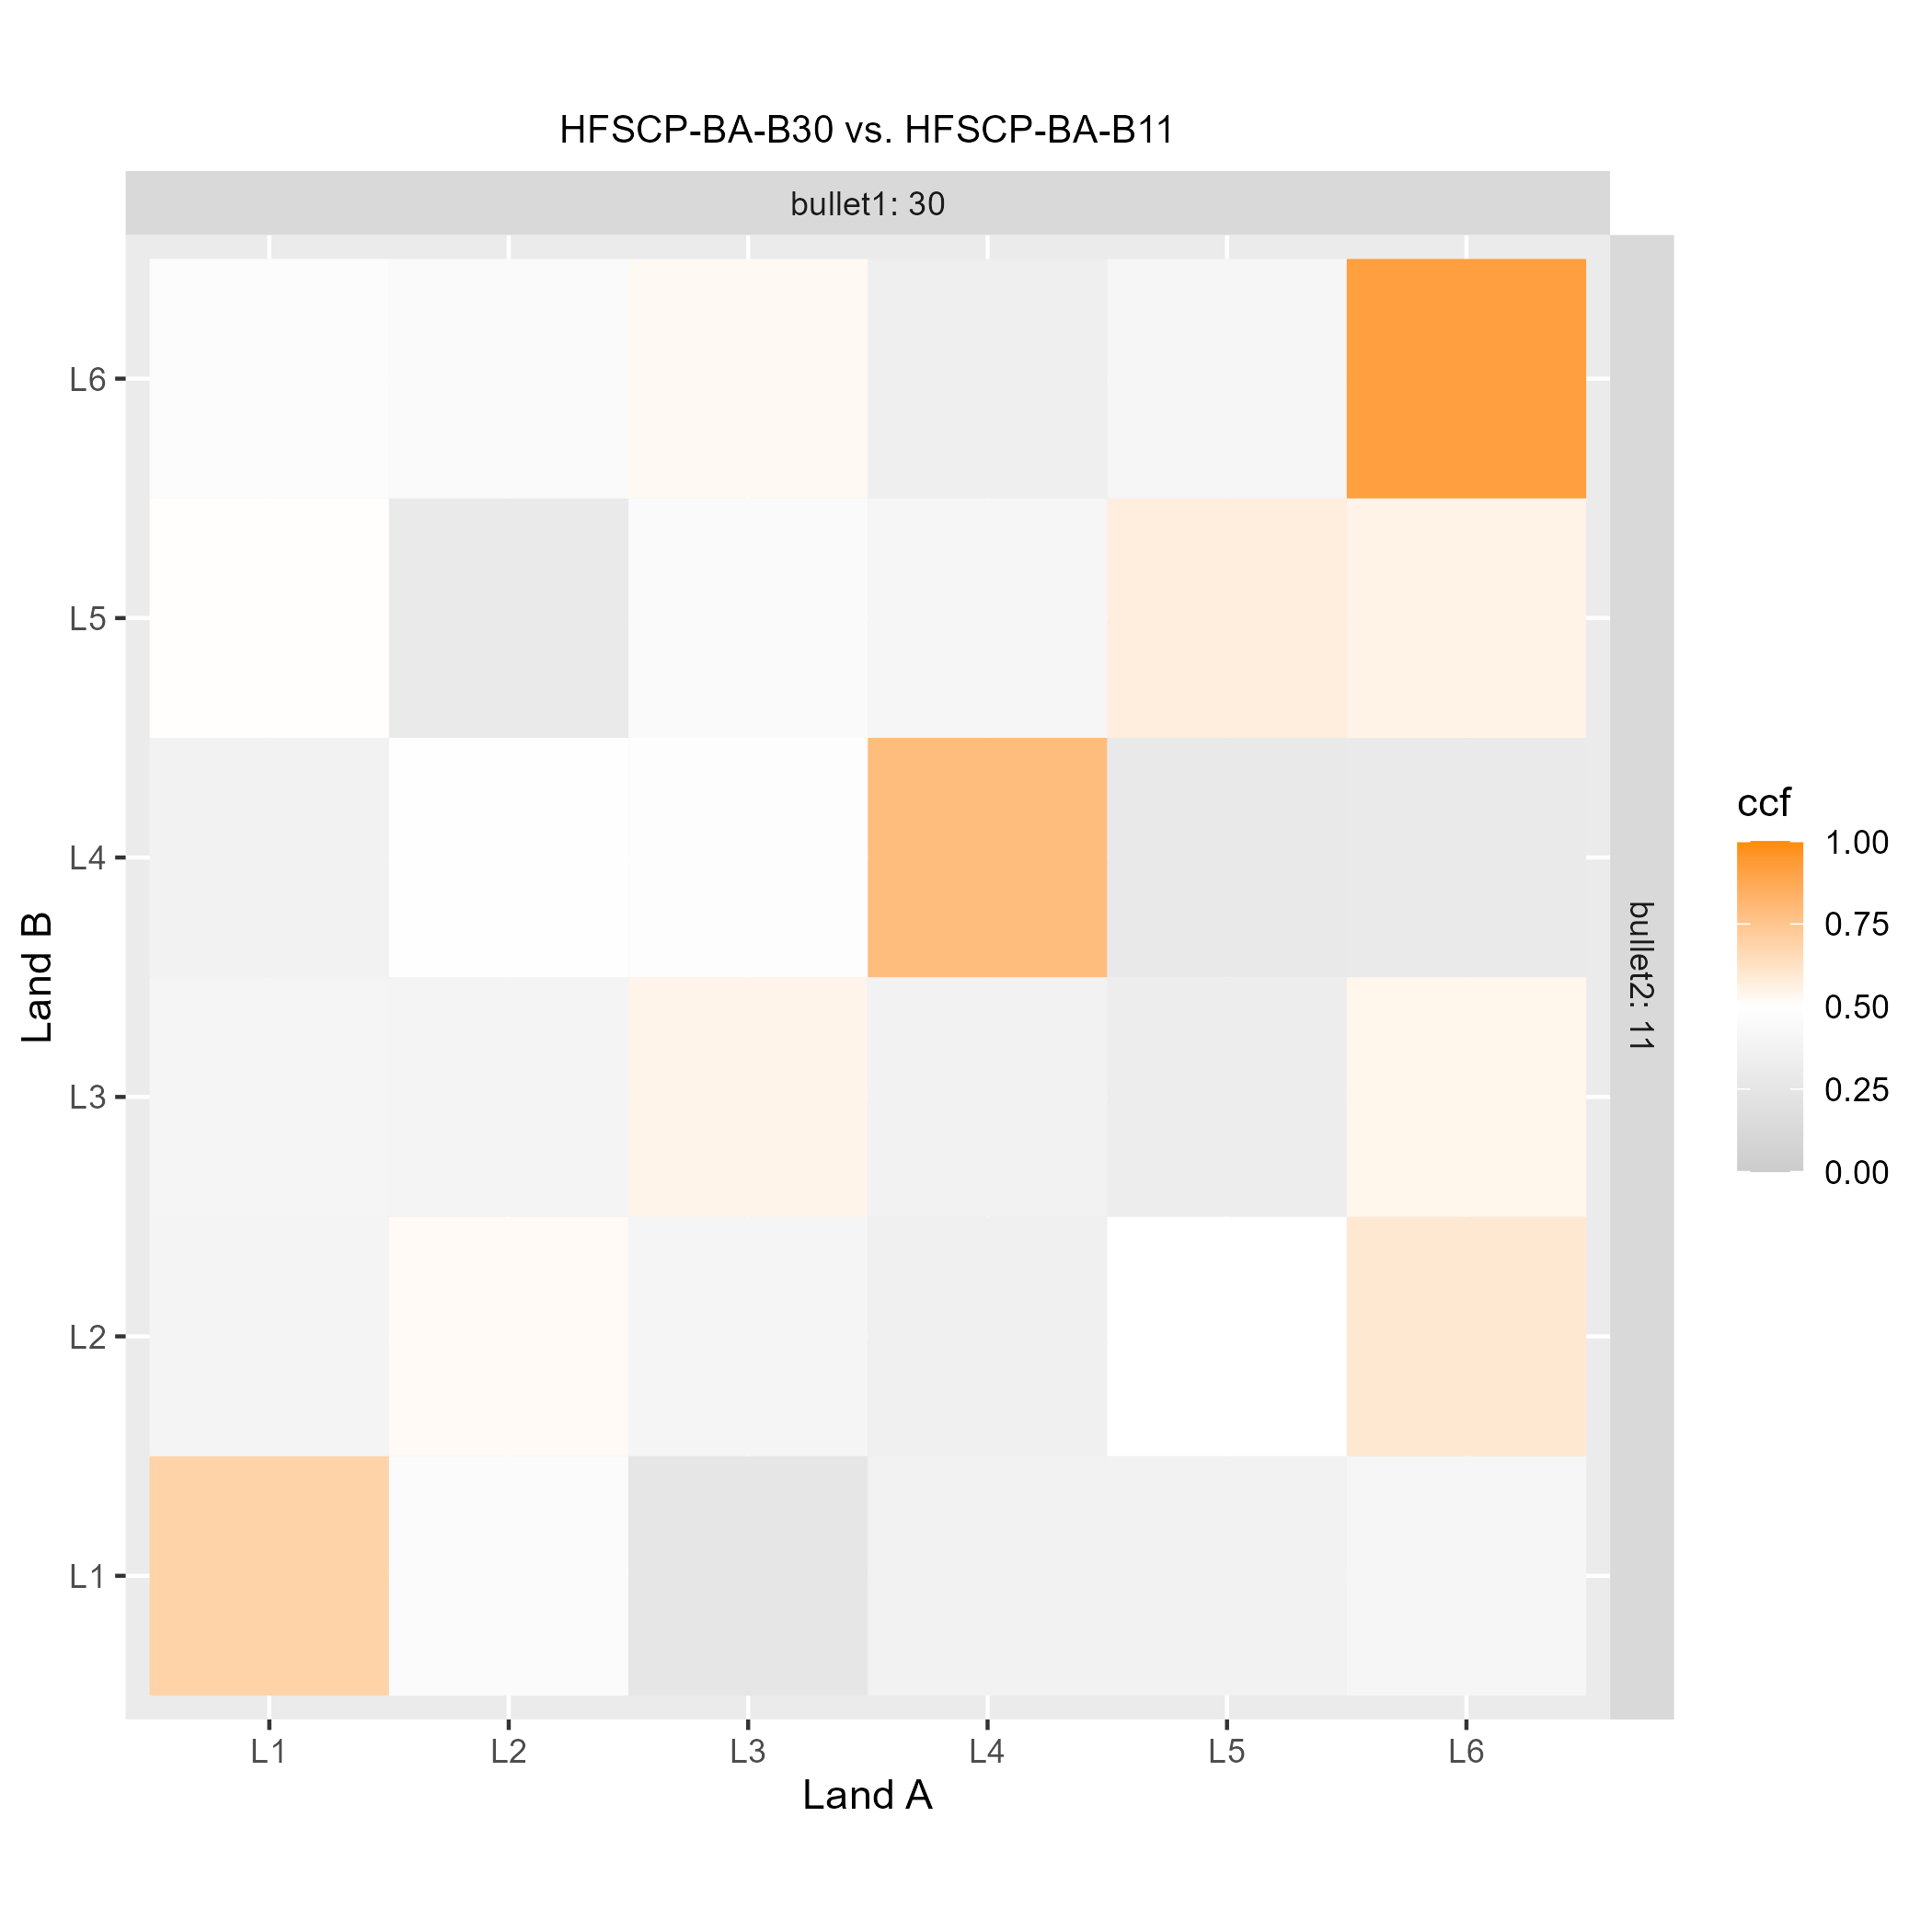 HFSCP-BA-B30 vs. HFSCP-BA-B11
bullet1: 30
L6
L5
L4
L3
L2
L1
Land B
bullet2: 11
L1 L2 L3 L4 L5 L6
Land A
ccf
1.00
0.75
0.50
0.25
0.00